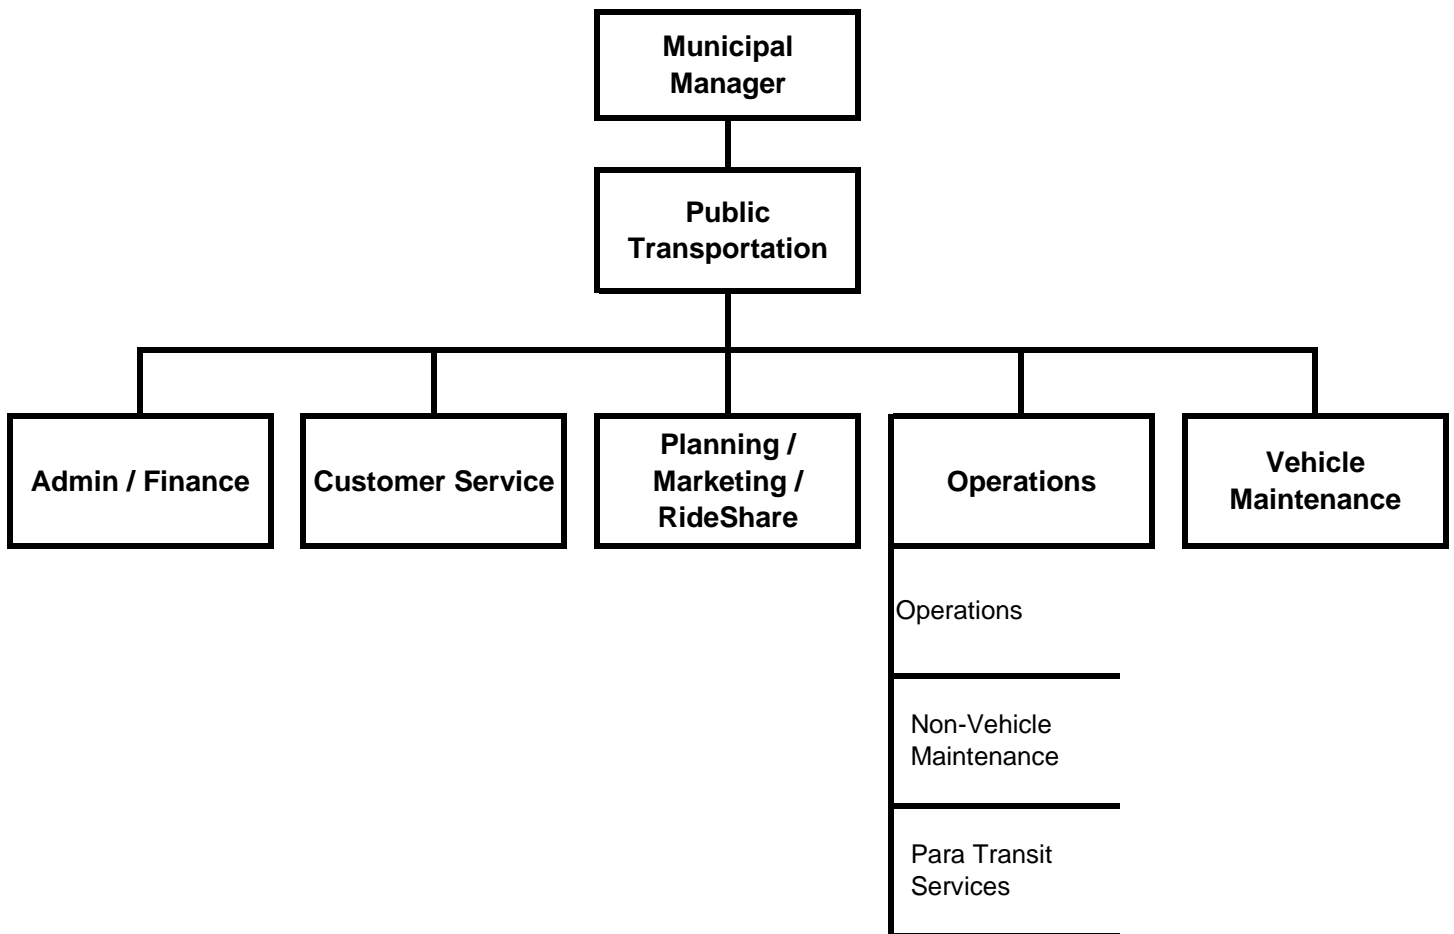 Municipal
Manager
Public
Transportation
Admin / Finance
Customer Service
Planning /
Marketing /
RideShare
Operations
Vehicle
Maintenance
Operations
Non-Vehicle
Maintenance
Para Transit
Services